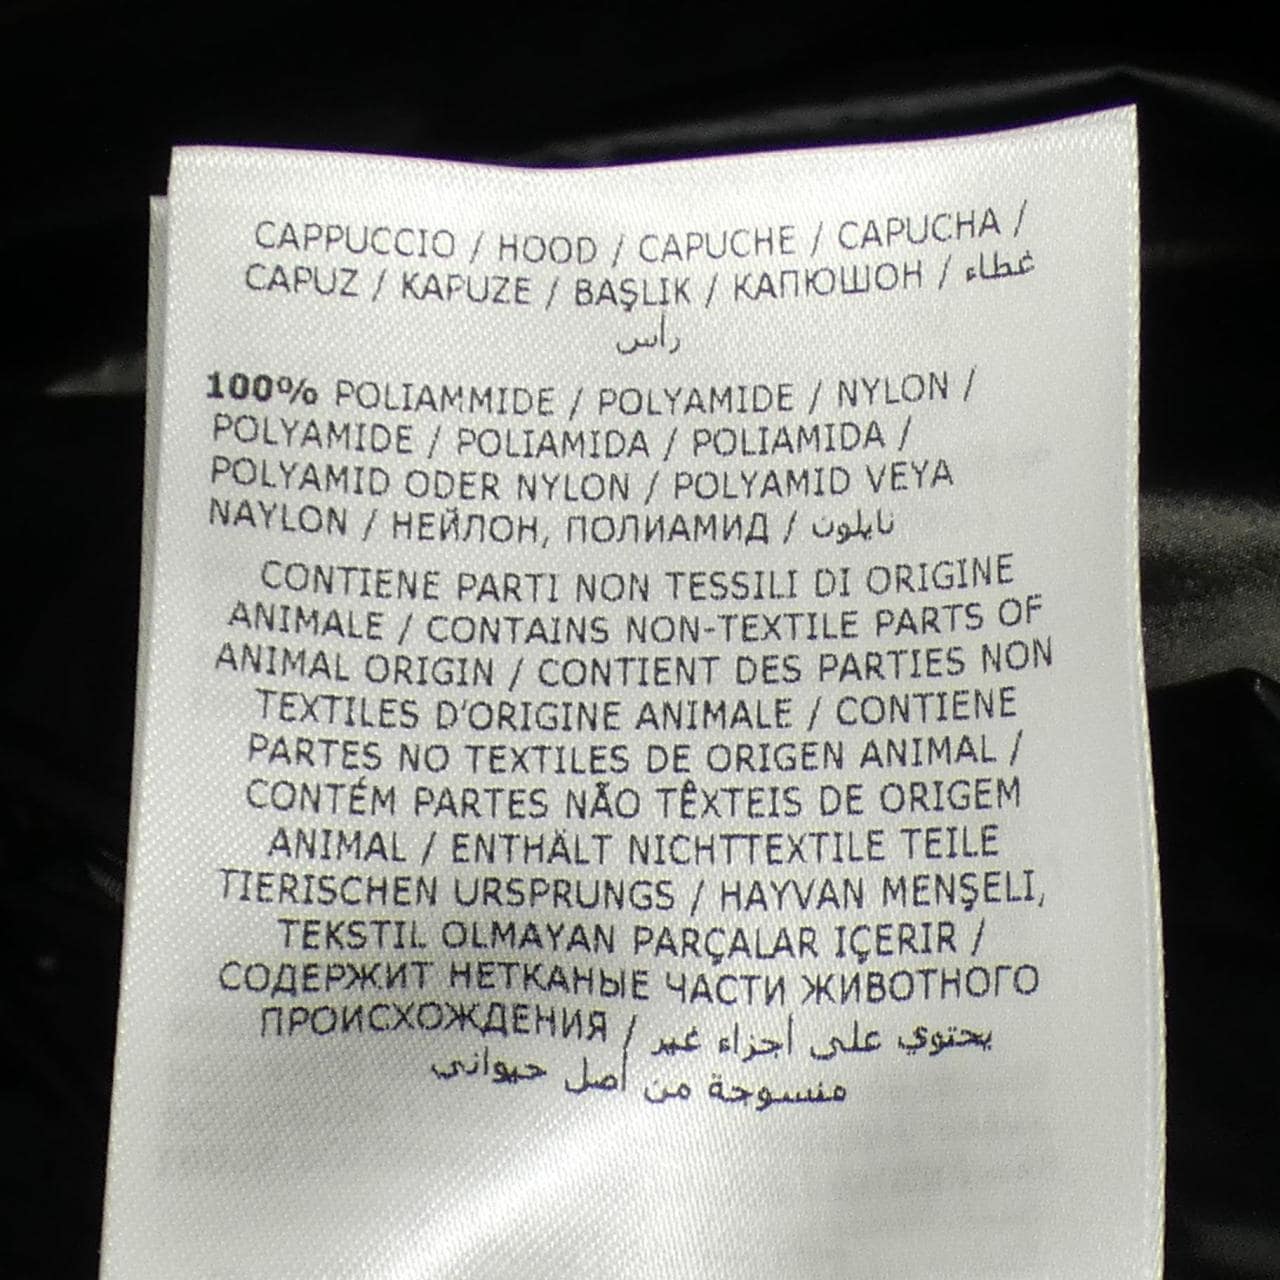 CAPPUCCIO / HOOD / CAPUCHE / CAPUCHA /
CAPUZ / KAPUZE / BAŞLIK / КАПЮШОН / غطاء
رأس
100% POLIAMMIDE / POLYAMIDE / NYLON /
POLYAMIDE / POLIAMIDA / POLIAMIDA /
POLYAMID ODER NYLON / POLYAMID VEYA
NAYLON / НЕЙЛОН, ПОЛИАМИД / نايلون
CONTIENE PARTI NON TESSILI DI ORIGINE
ANIMALE / CONTAINS NON-TEXTILE PARTS OF
ANIMAL ORIGIN / CONTIENT DES PARTIES NON
TEXTILES D'ORIGINE ANIMALE / CONTIENE
PARTES NO TEXTILES DE ORIGEN ANIMAL /
CONTÉM PARTES NÃO TÊXTEIS DE ORIGEM
ANIMAL / ENTHÄLT NICHTTEXTILE TEILE
TIERISCHEN URSPRUNGS / HAYVAN MENŞELI,
TEKSTIL OLMAYAN PARÇALAR IÇERIR /
СОДЕРЖИТ НЕТКАНЫЕ ЧАСТИ ЖИВОТНОГО
ПРОИСХОЖДЕНИЯ / يحتوي على أجزاء غير
منسوجة من أصل حيواني